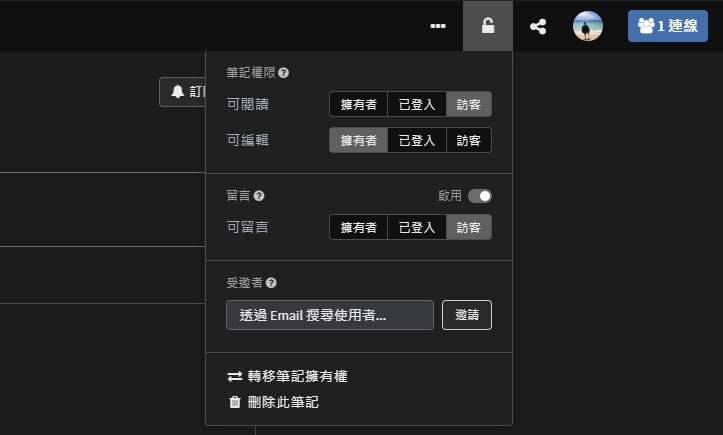 1 連線
筆記權限
可閱讀 擁有者 已登入 訪客
可編輯 擁有者 已登入 訪客
留言 啟用
可留言 擁有者 已登入 訪客
受邀者
透過 Email 搜尋使用者... 邀請
轉移筆記擁有權
刪除此筆記